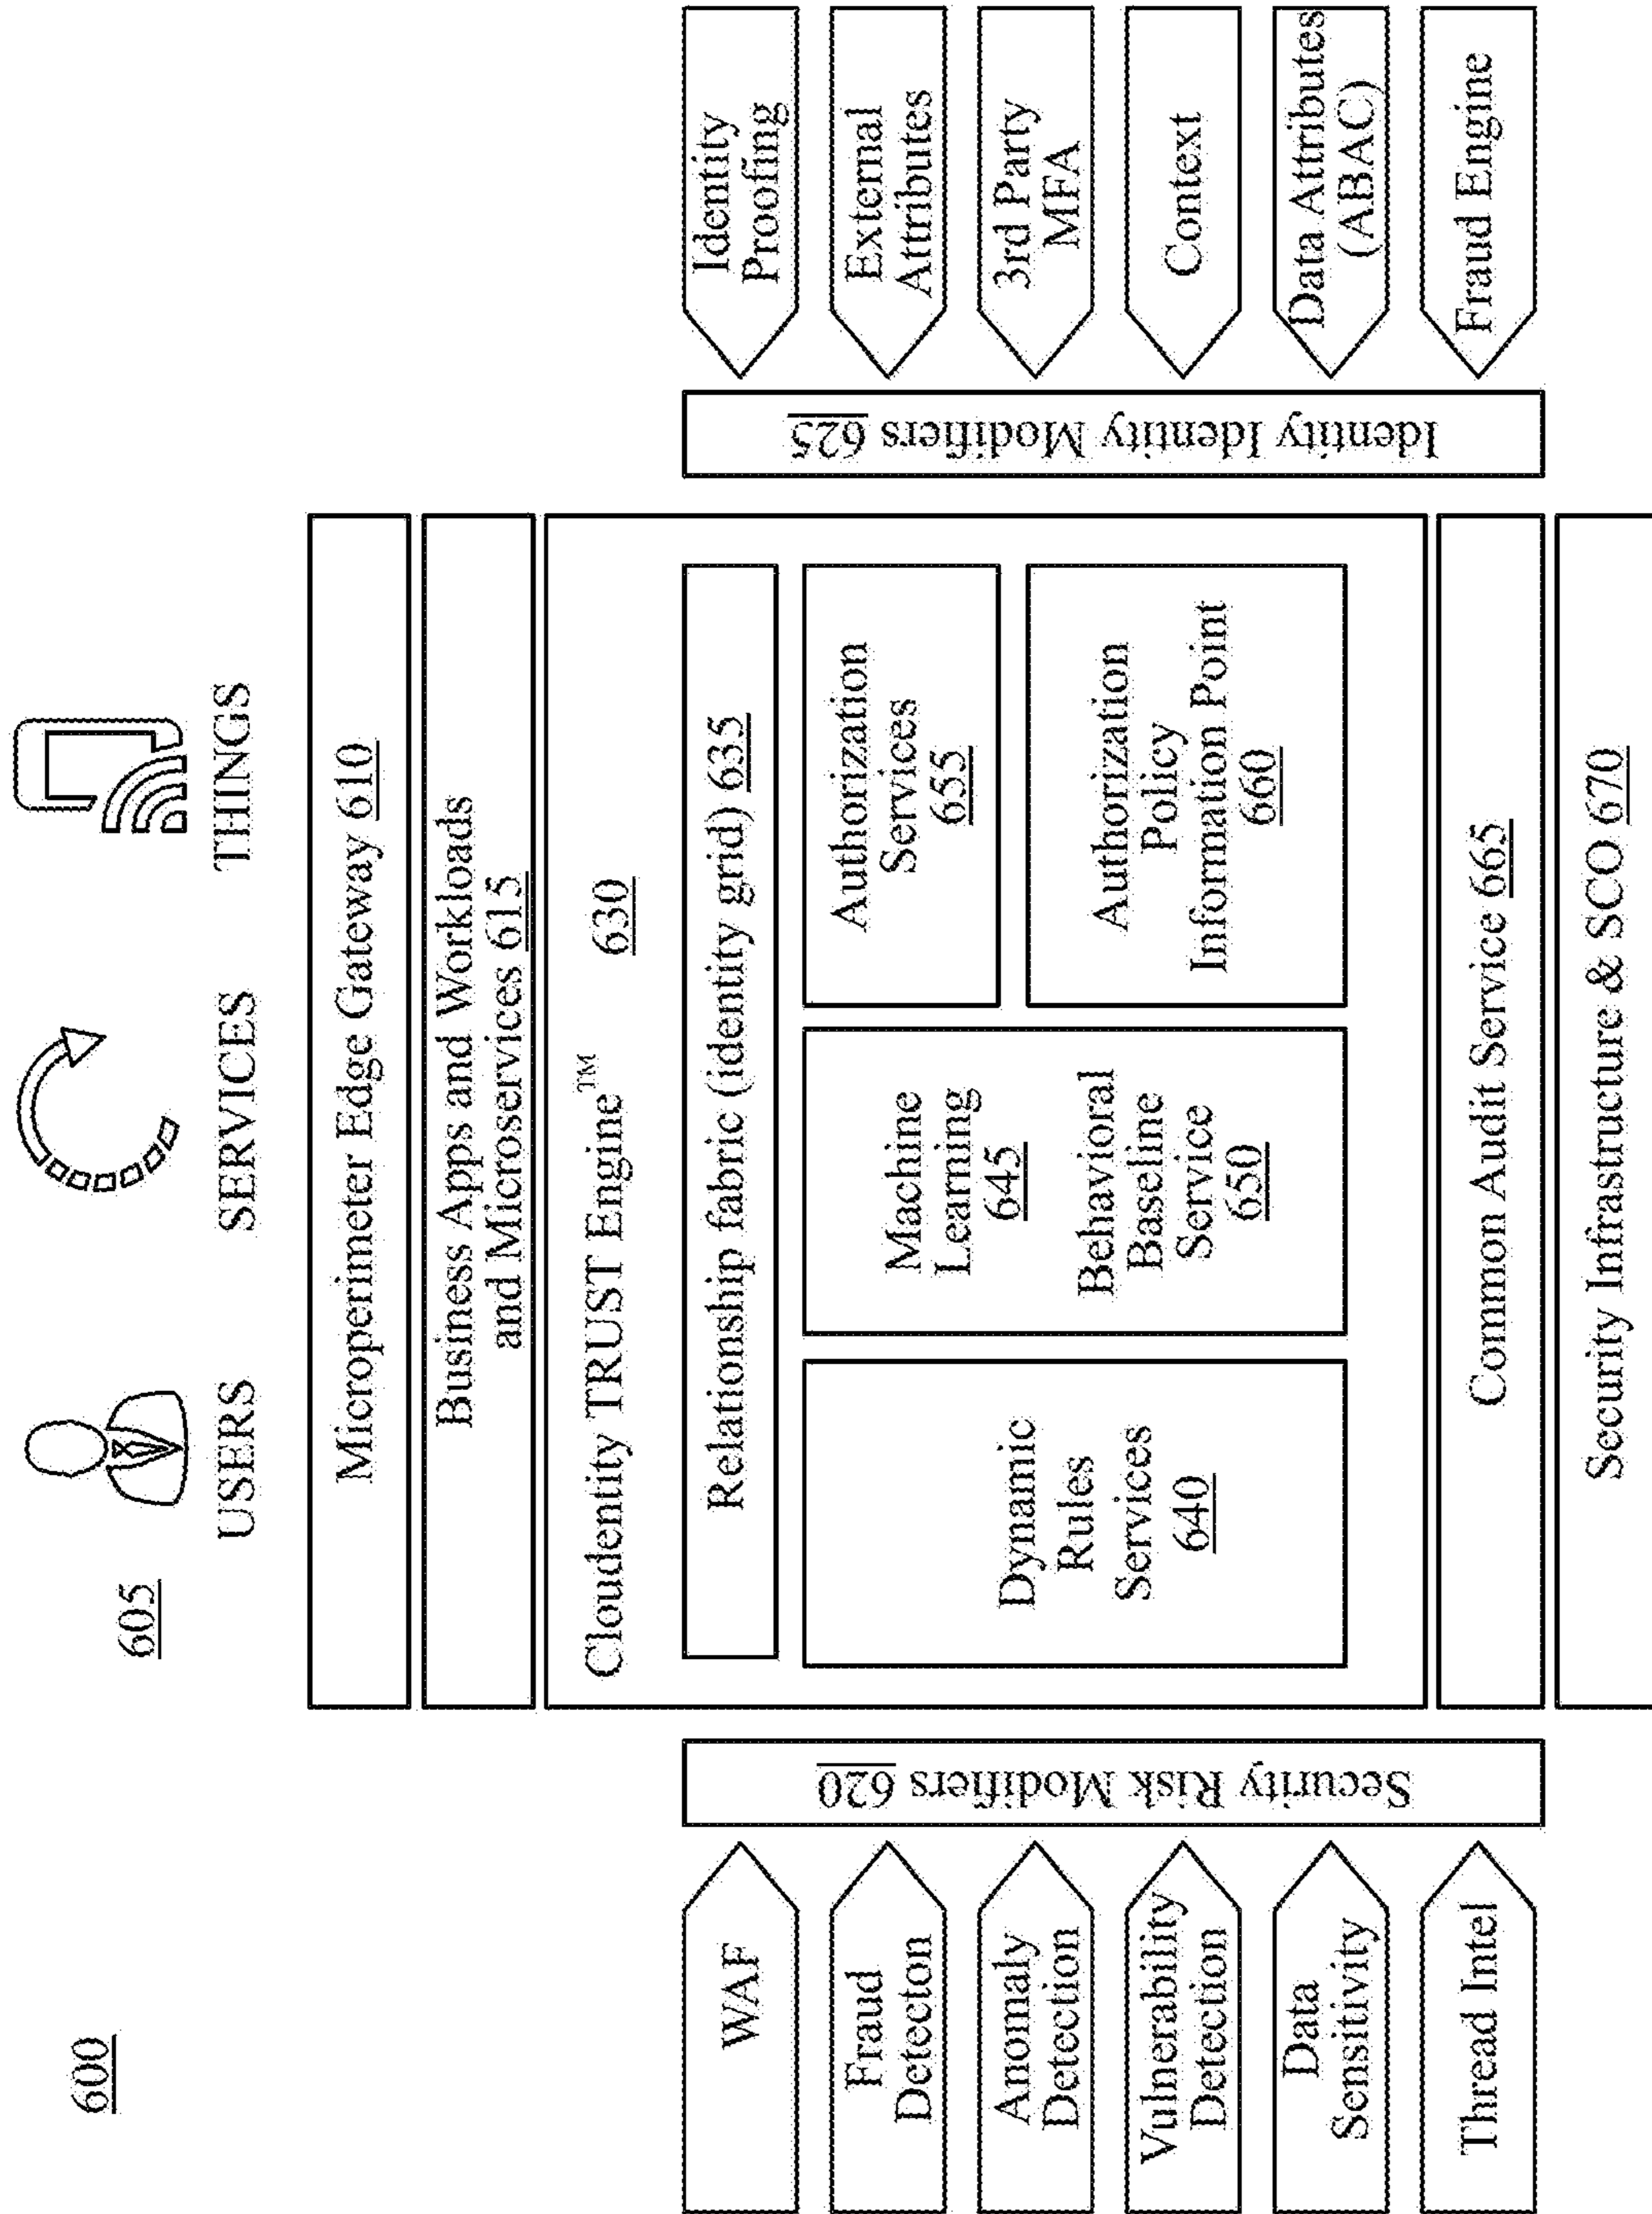 600
605
USERS
SERVICES
THINGS
Microperimeter Edge Gateway 610
Business Apps and Workloads
and Microservices 615
Cloudentity TRUST Engine™ 630
Relationship fabric (identity grid) 635
Dynamic
Rules
Services
640
Machine
Learning
645
Behavioral
Baseline
Service
650
Authorization
Services
655
Authorization
Policy
Information Point
660
Common Audit Service 665
Security Infrastructure & SCO 670
Security Risk Modifiers 620
WAF
Fraud
Detecton
Anomaly
Detection
Vulnerability
Detection
Data
Sensitivity
Thread Intel
Identity Identity Modifiers 625
Identity
Proofing
External
Attributes
3rd Party
MFA
Context
Data Attributes
(ABAC)
Fraud Engine